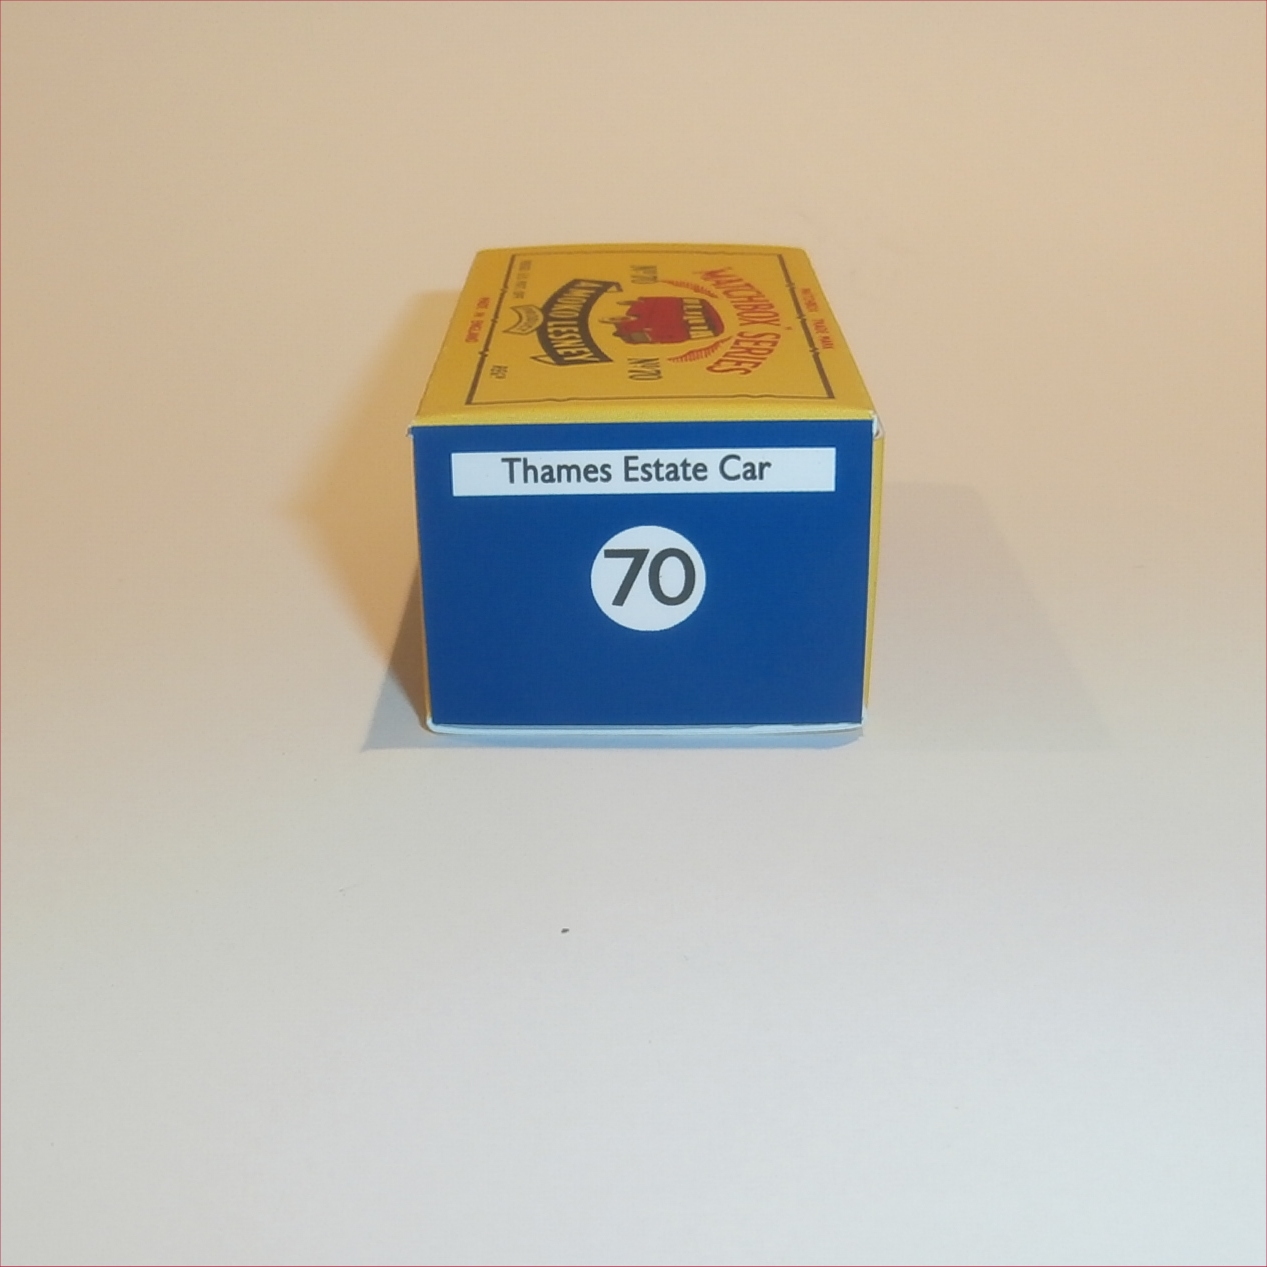 MATCHBOX SERIES
Nº70
Nº70
A MOKO LESNEY
MADE IN ENGLAND
Thames Estate Car
70